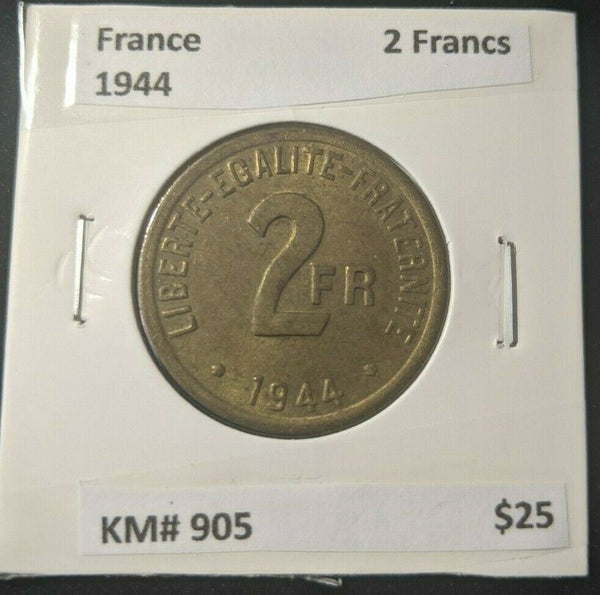 France 2 Francs
1944
LIBERTE-EGALITE-FRATERNITE
2 FR
1944
KM# 905 $25